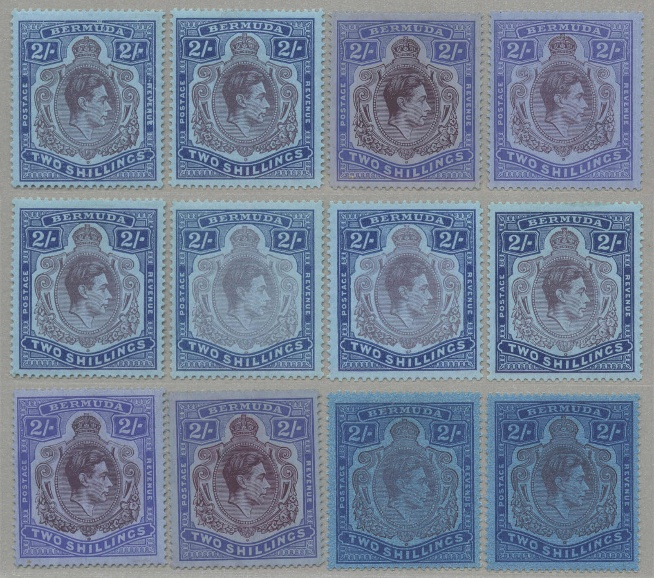 BERMUDA
2/- 2/-
POSTAGE
REVENUE
TWO SHILLINGS
BERMUDA
2/- 2/-
POSTAGE
REVENUE
TWO SHILLINGS
BERMUDA
2/- 2/-
POSTAGE
REVENUE
TWO SHILLINGS
BERMUDA
2/- 2/-
POSTAGE
REVENUE
TWO SHILLINGS
BERMUDA
2/- 2/-
POSTAGE
REVENUE
TWO SHILLINGS
BERMUDA
2/- 2/-
POSTAGE
REVENUE
TWO SHILLINGS
BERMUDA
2/- 2/-
POSTAGE
REVENUE
TWO SHILLINGS
BERMUDA
2/- 2/-
POSTAGE
REVENUE
TWO SHILLINGS
BERMUDA
2/- 2/-
POSTAGE
REVENUE
TWO SHILLINGS
BERMUDA
2/- 2/-
POSTAGE
REVENUE
TWO SHILLINGS
BERMUDA
2/- 2/-
POSTAGE
REVENUE
TWO SHILLINGS
BERMUDA
2/- 2/-
POSTAGE
REVENUE
TWO SHILLINGS